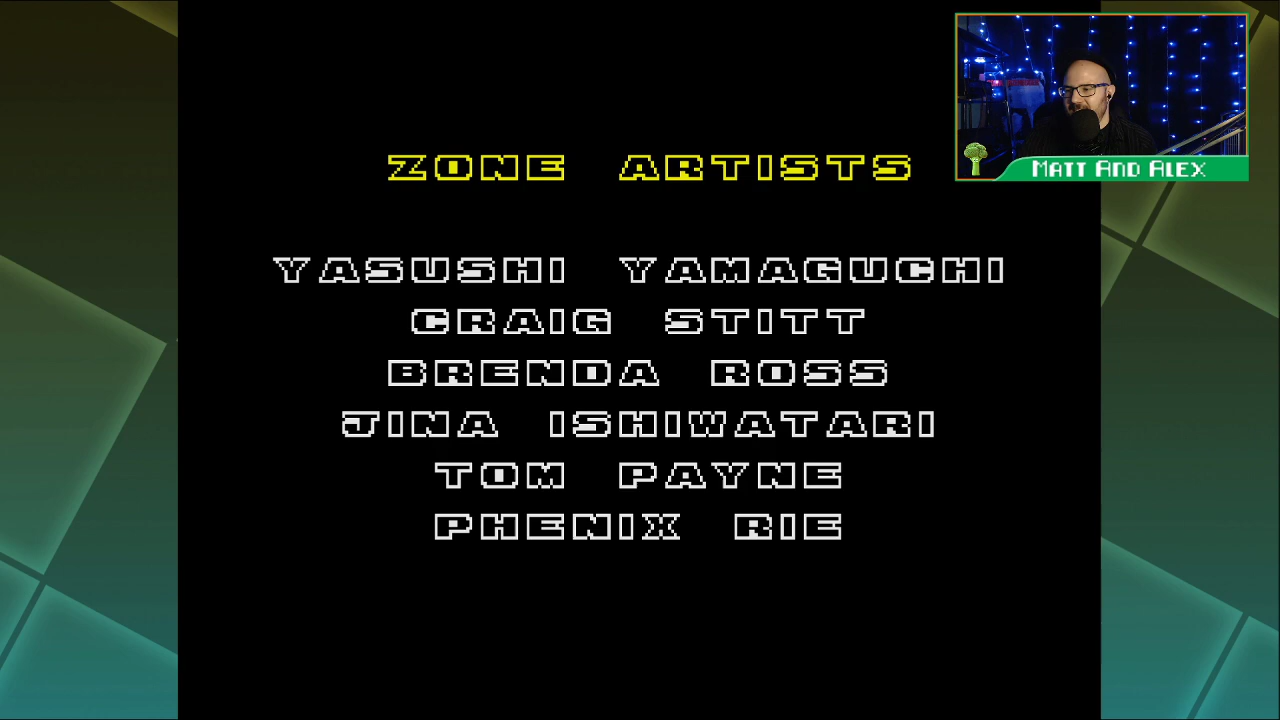 ZONE ARTISTS
YASUSHI YAMAGUCHI
CRAIG STITT
BRENDA ROSS
JINA ISHIWATARI
TOM PAYNE
PHENIX RIE
MATT AND ALEX